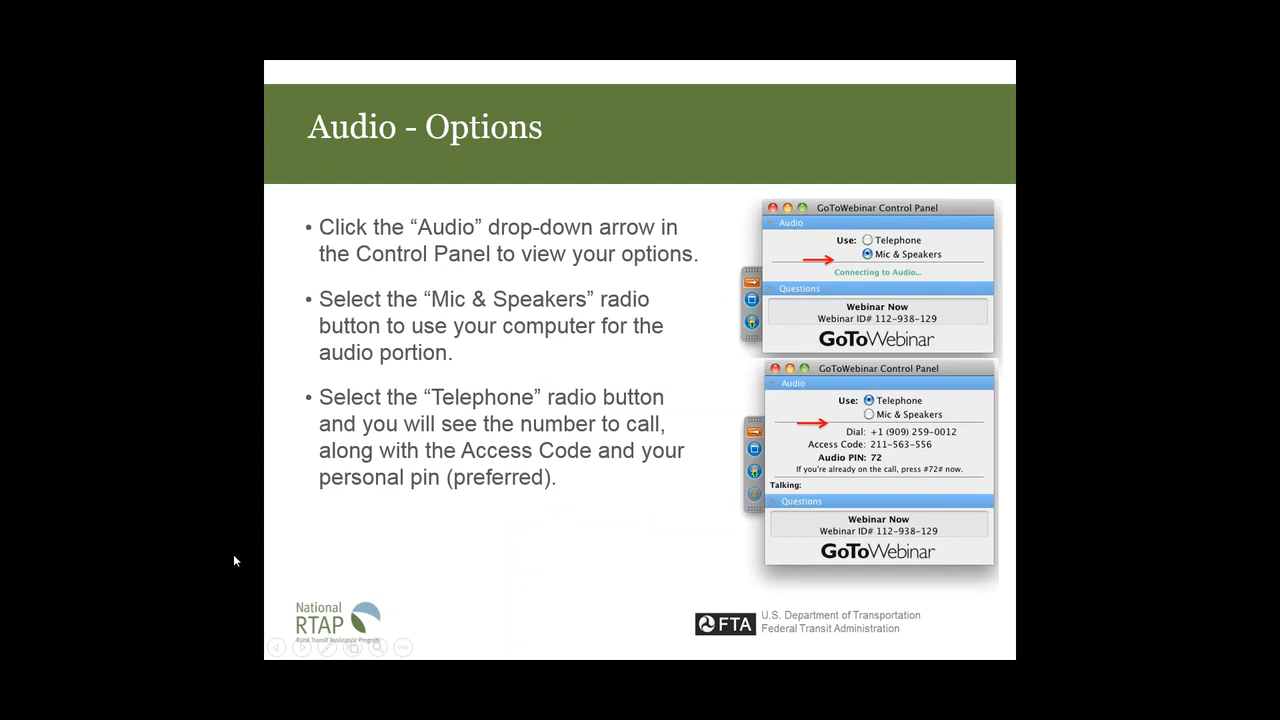 Audio - Options
• Click the “Audio” drop-down arrow in
the Control Panel to view your options.
• Select the “Mic & Speakers” radio
button to use your computer for the
audio portion.
• Select the “Telephone” radio button
and you will see the number to call,
along with the Access Code and your
personal pin (preferred).
GoToWebinar Control Panel
Audio
Use: Telephone
Mic & Speakers
Connecting to Audio...
Questions
Webinar Now
Webinar ID# 112-938-129
GoToWebinar
GoToWebinar Control Panel
Audio
Use: Telephone
Mic & Speakers
Dial: +1 (909) 259-0012
Access Code: 211-563-556
Audio PIN: 72
If you're already on the call, press #72# now.
Talking:
Questions
Webinar Now
Webinar ID# 112-938-129
GoToWebinar
National
RTAP
Rural Transit Assistance Program
FTA
U.S. Department of Transportation
Federal Transit Administration